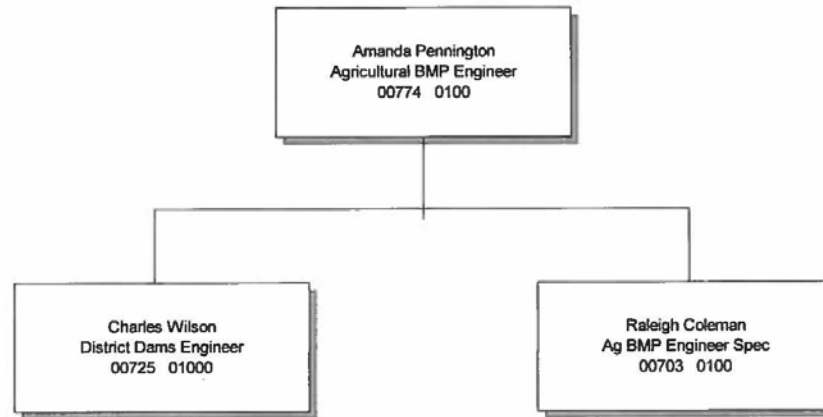 Amanda Pennington
Agricultural BMP Engineer
00774 0100
Charles Wilson
District Dams Engineer
00725 01000
Raleigh Coleman
Ag BMP Engineer Spec
00703 0100